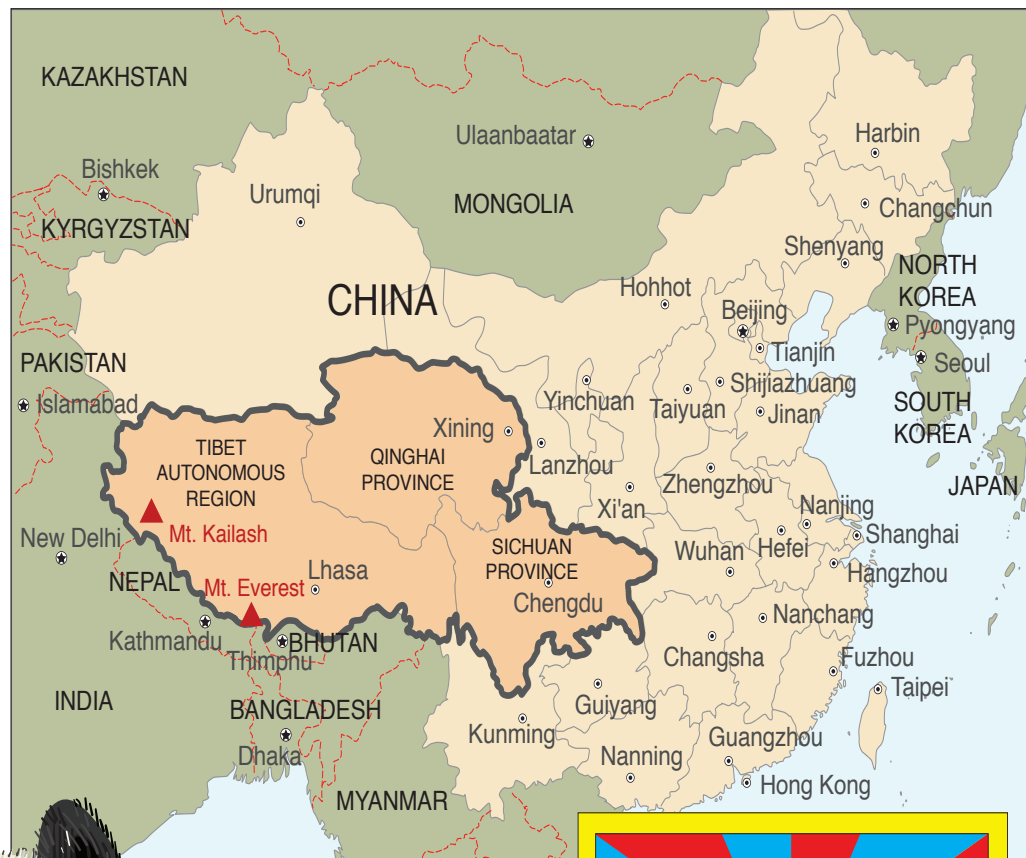 KAZAKHSTAN
Ulaanbaatar
Harbin
Bishkek
Urumqi
MONGOLIA
Changchun
KYRGYZSTAN
Shenyang
NORTH
KOREA
CHINA
Hohhot
Beijing
Pyongyang
Tianjin
Seoul
PAKISTAN
Yinchuan
Taiyuan
Shijiazhuang
Islamabad
Jinan
SOUTH
KOREA
Xining
TIBET
AUTONOMOUS
REGION
QINGHAI
PROVINCE
Lanzhou
Zhengzhou
JAPAN
Xi'an
Nanjing
Mt. Kailash
New Delhi
Shanghai
SICHUAN
PROVINCE
Wuhan
Hefei
Hangzhou
NEPAL
Mt. Everest
Lhasa
Chengdu
Nanchang
Kathmandu
BHUTAN
Thimphu
Changsha
Fuzhou
Taipei
INDIA
BANGLADESH
Guiyang
Kunming
Guangzhou
Dhaka
Nanning
Hong Kong
MYANMAR